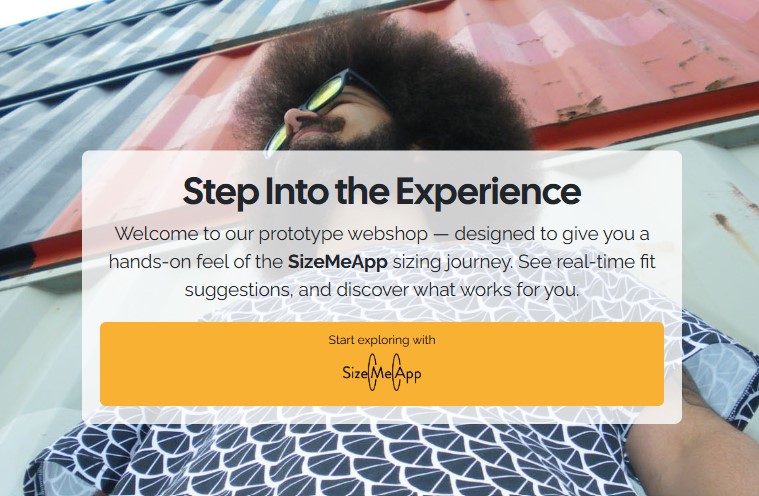 Step Into the Experience
Welcome to our prototype webshop — designed to give you a
hands-on feel of the SizeMeApp sizing journey. See real-time fit
suggestions, and discover what works for you.
Start exploring with
SizeMeApp